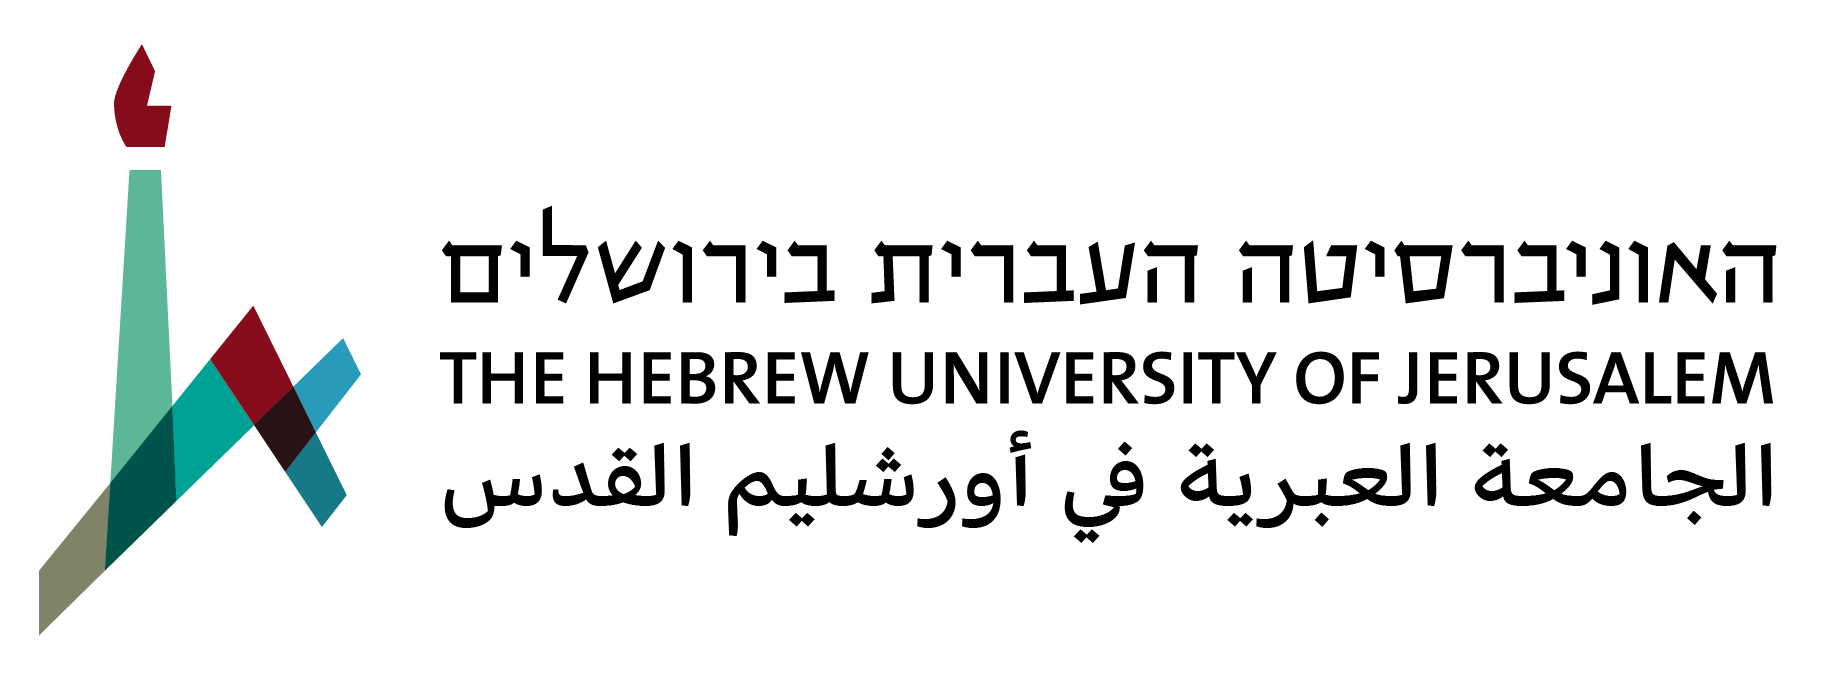 האוניברסיטה העברית בירושלים
THE HEBREW UNIVERSITY OF JERUSALEM
الجامعة العبرية في أورشليم القدس